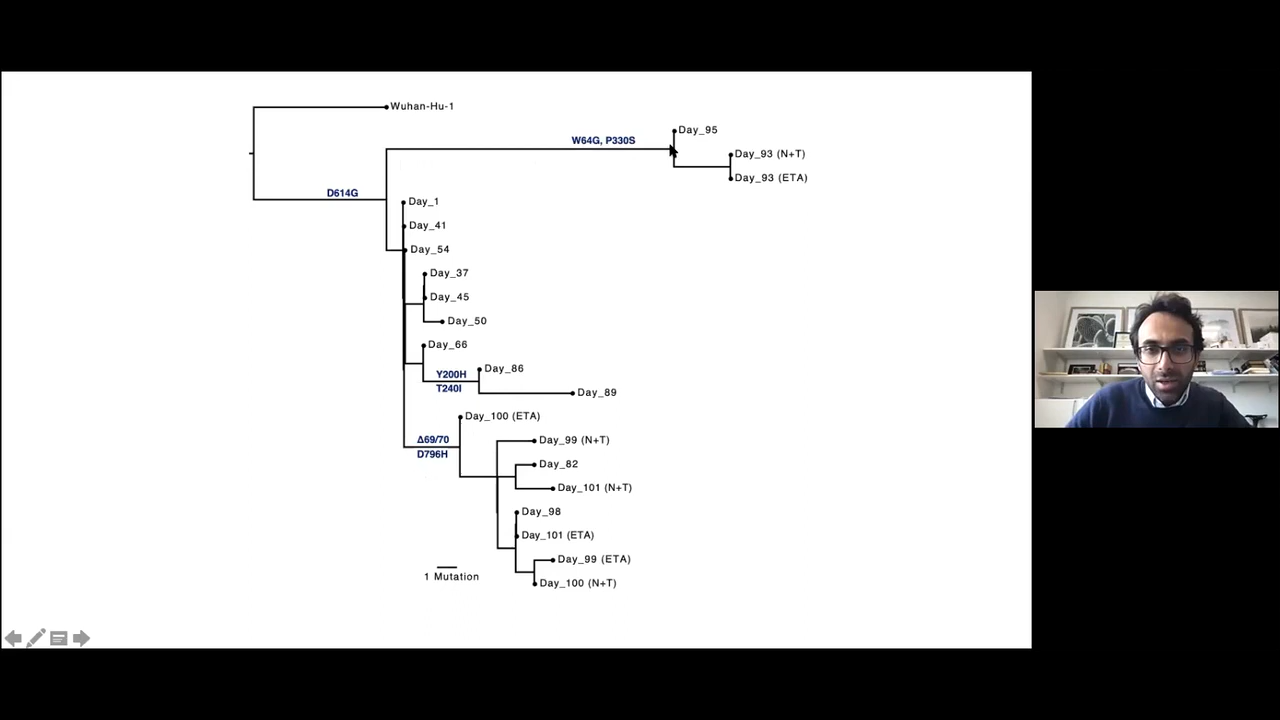 Wuhan-Hu-1
Day_95
W64G, P330S
Day_93 (N+T)
Day_93 (ETA)
D614G
Day_1
Day_41
Day_54
Day_37
Day_45
Day_50
Day_66
Day_86
Y200H
T240I
Day_89
Day_100 (ETA)
Δ69/70
D796H
Day_99 (N+T)
Day_82
Day_101 (N+T)
Day_98
Day_101 (ETA)
Day_99 (ETA)
1 Mutation
Day_100 (N+T)